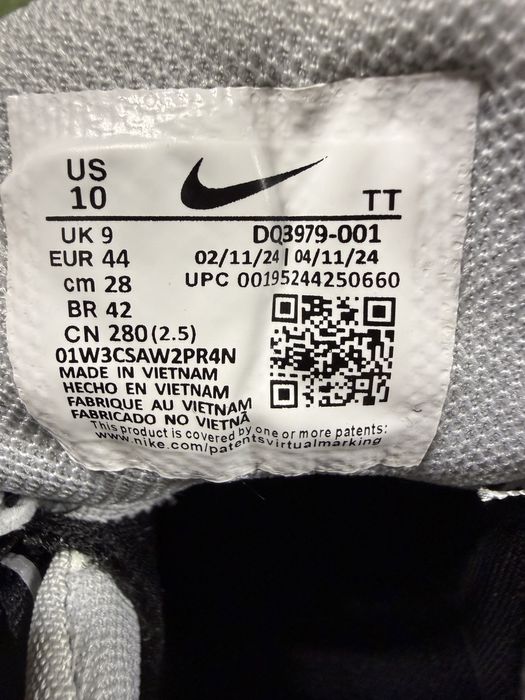 US
10
TT
UK 9
DQ3979-001
EUR 44
02/11/24 | 04/11/24
cm 28
UPC 00195244250660
BR 42
CN 280(2.5)
01W3CSAW2PR4N
MADE IN VIETNAM
HECHO EN VIETNAM
FABRIQUE AU VIETNAM
FABRICADO NO VIETNÃ
This product is covered by one or more patents:
www.nike.com/patentsvirtualmarking